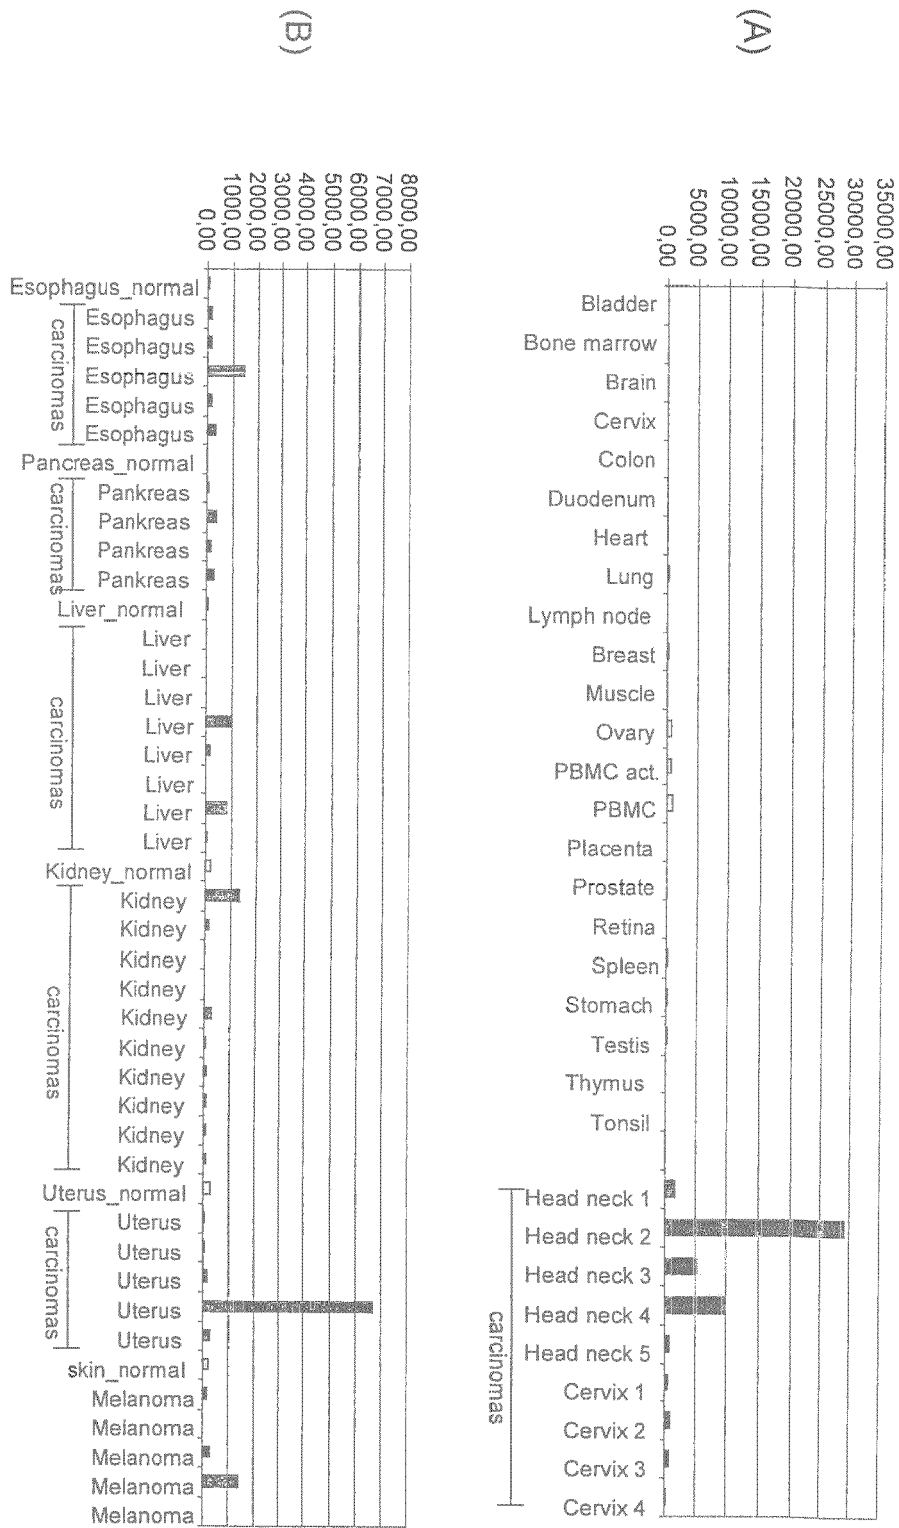 (A)
35000,00
30000,00
25000,00
20000,00
15000,00
10000,00
5000,00
0,00
Bladder
Bone marrow
Brain
Cervix
Colon
Duodenum
Heart
Lung
Lymph node
Breast
Muscle
Ovary
PBMC act.
PBMC
Placenta
Prostate
Retina
Spleen
Stomach
Testis
Thymus
Tonsil
Head neck 1
Head neck 2
Head neck 3
Head neck 4
Head neck 5
Cervix 1
Cervix 2
Cervix 3
Cervix 4
carcinomas
(B)
8000,00
7000,00
6000,00
5000,00
4000,00
3000,00
2000,00
1000,00
0,00
Esophagus_normal
Esophagus
Esophagus
Esophagus
Esophagus
Esophagus
carcinomas
Pancreas_normal
Pankreas
Pankreas
Pankreas
Pankreas
carcinomas
Liver_normal
Liver
Liver
Liver
Liver
Liver
Liver
Liver
Liver
carcinomas
Kidney_normal
Kidney
Kidney
Kidney
Kidney
Kidney
Kidney
Kidney
Kidney
Kidney
Kidney
carcinomas
Uterus_normal
Uterus
Uterus
Uterus
Uterus
Uterus
carcinomas
skin_normal
Melanoma
Melanoma
Melanoma
Melanoma
Melanoma